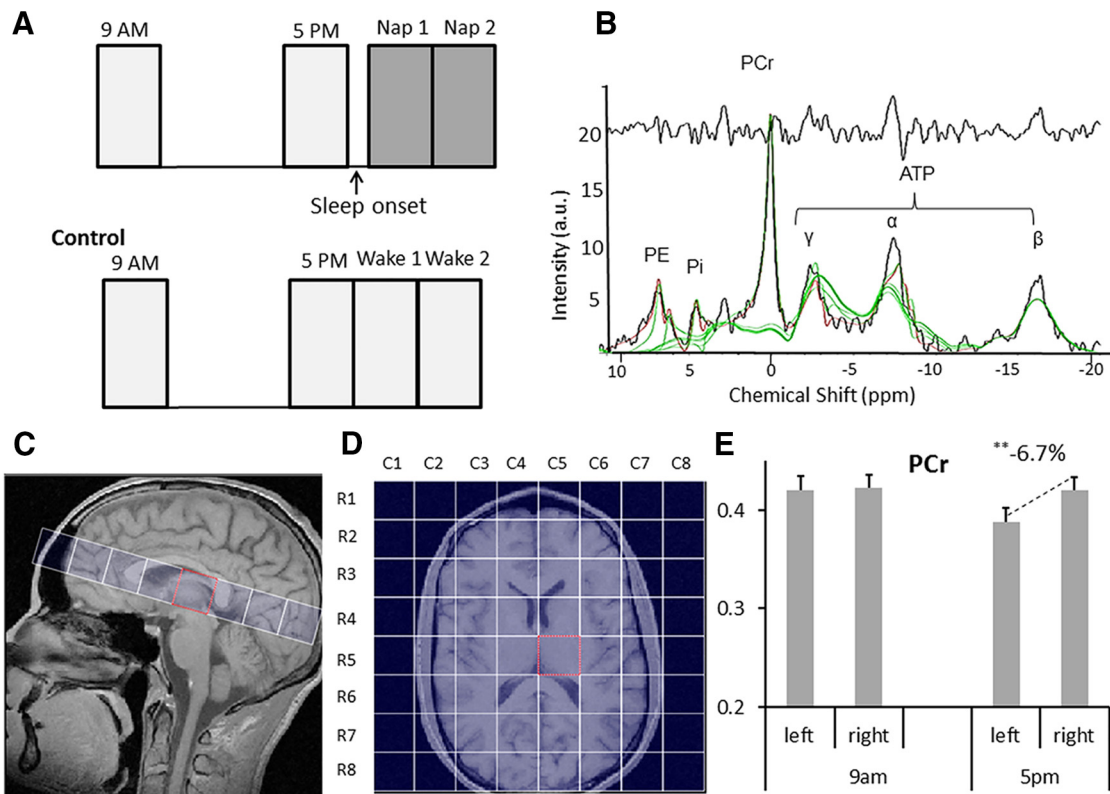 A
9 AM
5 PM
Nap 1
Nap 2
Sleep onset
Control
9 AM
5 PM
Wake 1
Wake 2
B
PCr
20
15
10
5
Intensity (a.u.)
ATP
PE
Pi
γ
α
β
10
5
0
-5
-10
-15
-20
Chemical Shift (ppm)
C
D
C1 C2 C3 C4 C5 C6 C7 C8
R1
R2
R3
R4
R5
R6
R7
R8
E
PCr
**-6.7%
0.4
0.3
0.2
left right left right
9am 5pm